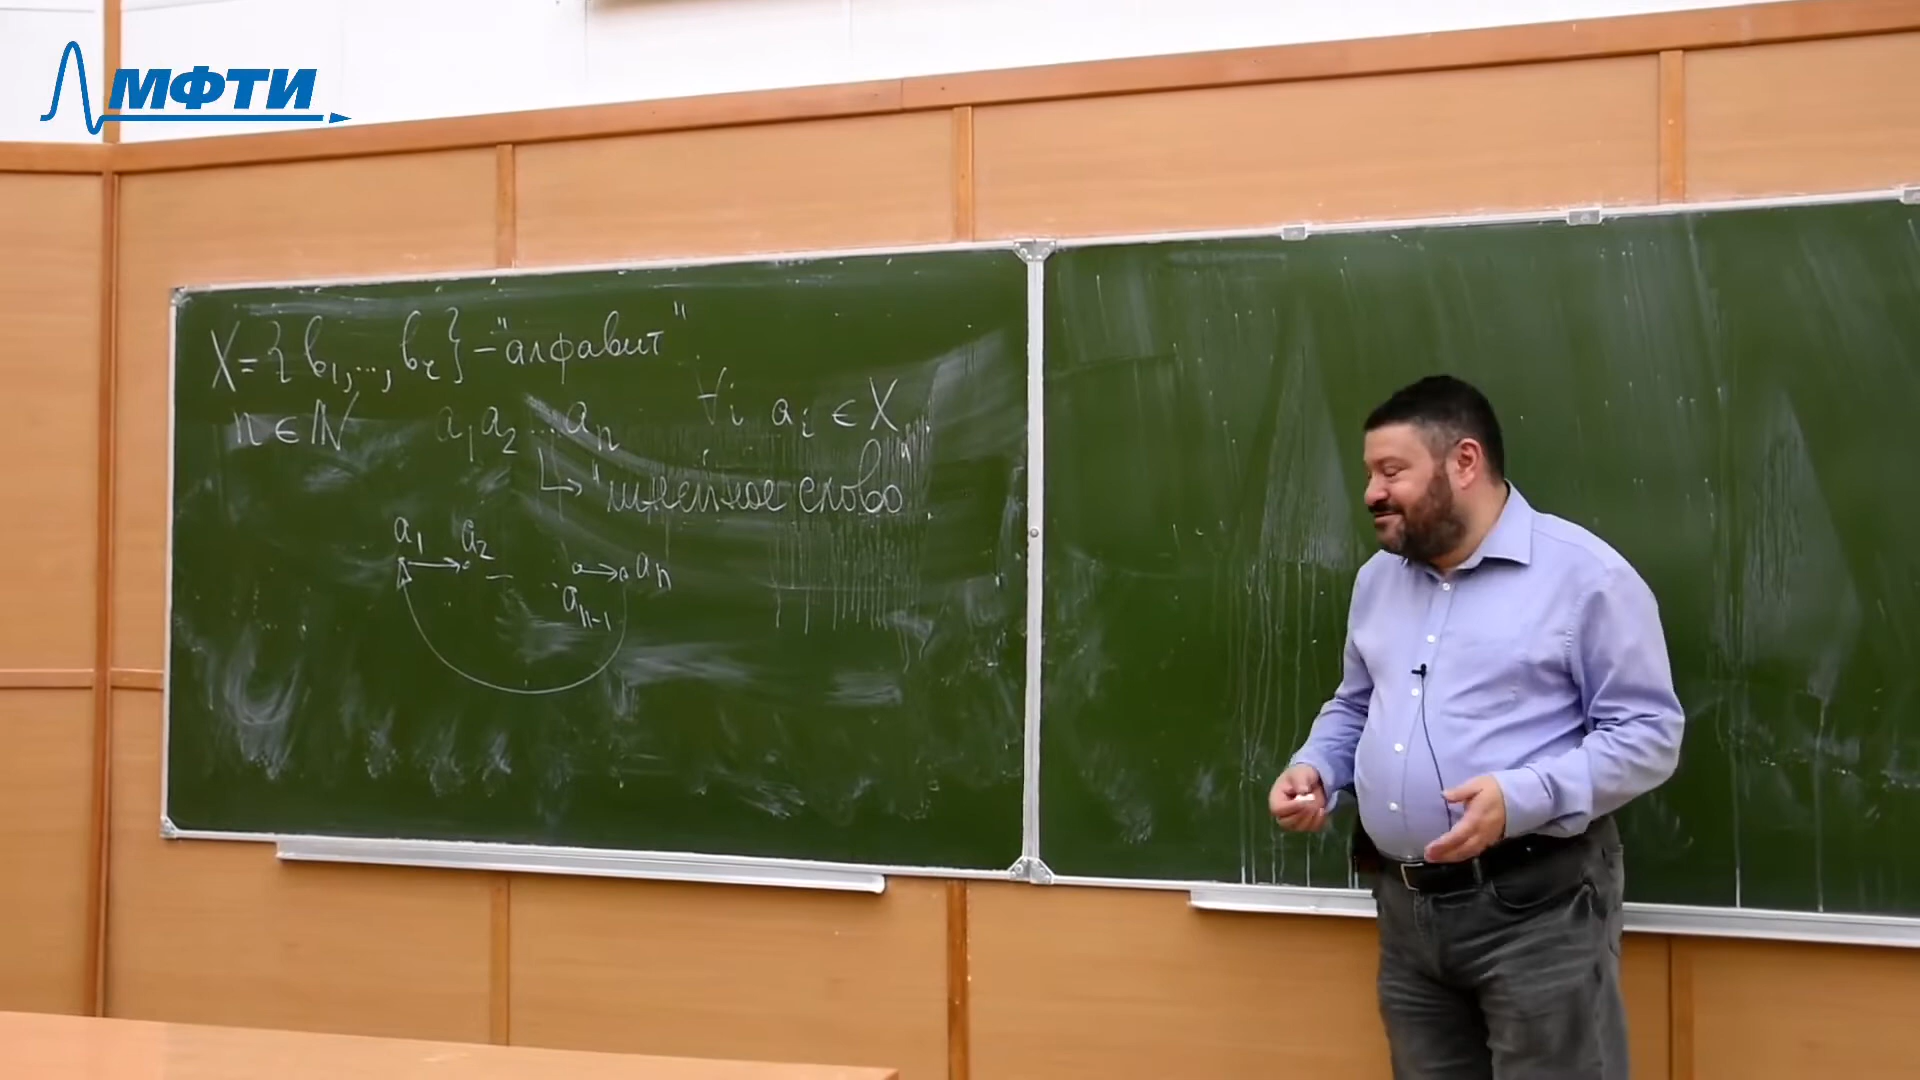 МФТИ
X = {b₁, ..., bᵣ} – "алфавит"
n ∈ ℕ a₁a₂...aₙ ∀i aᵢ ∈ X
↳ "линейное слово"
a₁ a₂ aₙ
aₙ₋₁